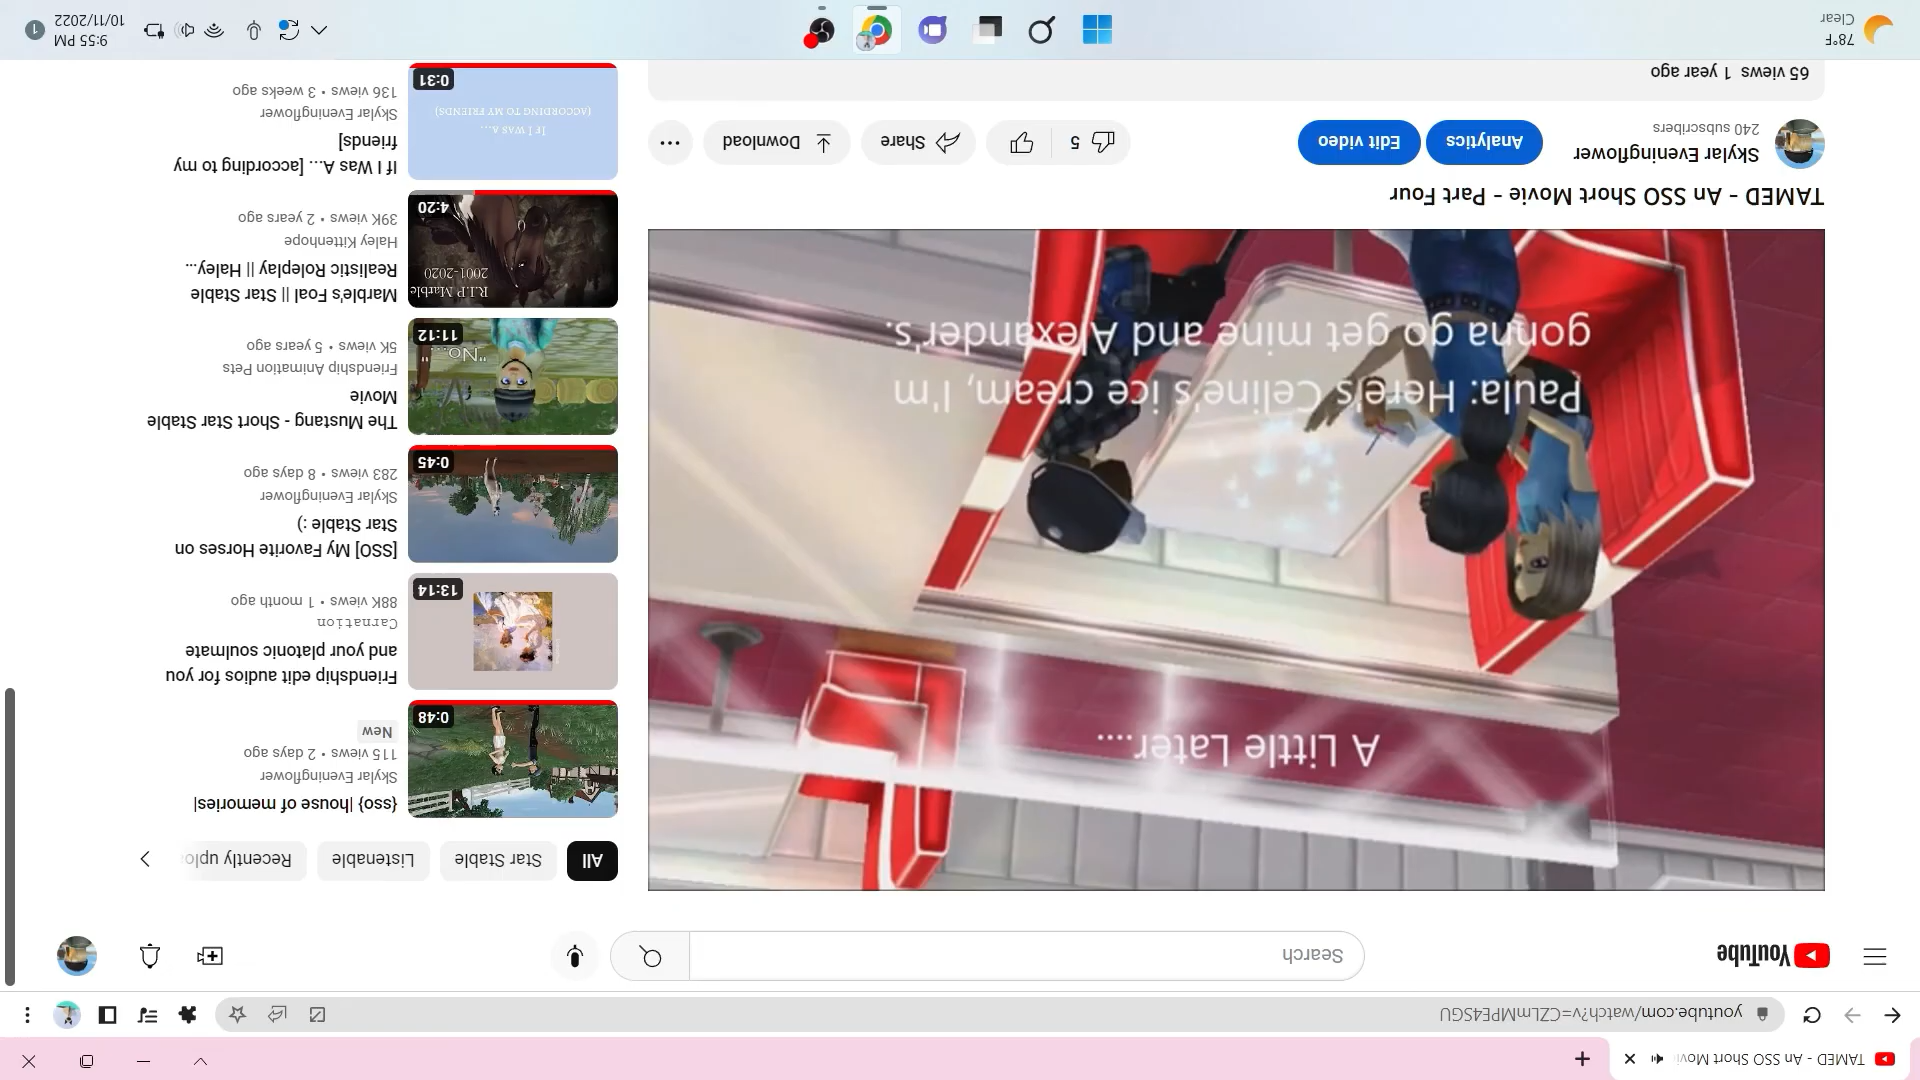 TAMED - An SSO Short Movi
youtube.com/watch?v=CZLmMPE4SGU
YouTube
Search
A Little Later....
Paula: Here's Celine's ice cream, I'm
gonna go get mine and Alexander's.
TAMED - An SSO Short Movie - Part Four
Skylar Eveningflower
240 subscribers
Analytics
Edit video
5
Share
Download
65 views 1 year ago
All
Star Stable
Listenable
Recently uplo
0:48
{sso} |house of memories|
Skylar Eveningflower
115 views • 2 days ago
New
13:14
Friendship edit audios for you
and your platonic soulmate
Carnation
88K views • 1 month ago
0:45
[SSO] My Favorite Horses on
Star Stable :)
Skylar Eveningflower
283 views • 8 days ago
"No..."
11:12
The Mustang - Short Star Stable
Movie
Friendship Animation Pets
5K views • 5 years ago
R.I.P Marble
2001-2020
4:20
Marble's Foal || Star Stable
Realistic Roleplay || Haley...
Haley Kittenhope
39K views • 2 years ago
IF I WAS A...
(ACCORDING TO MY FRIENDS)
0:31
If I Was A... [according to my
friends]
Skylar Eveningflower
136 views • 3 weeks ago
78°F
Clear
9:55 PM
10/11/2022
1